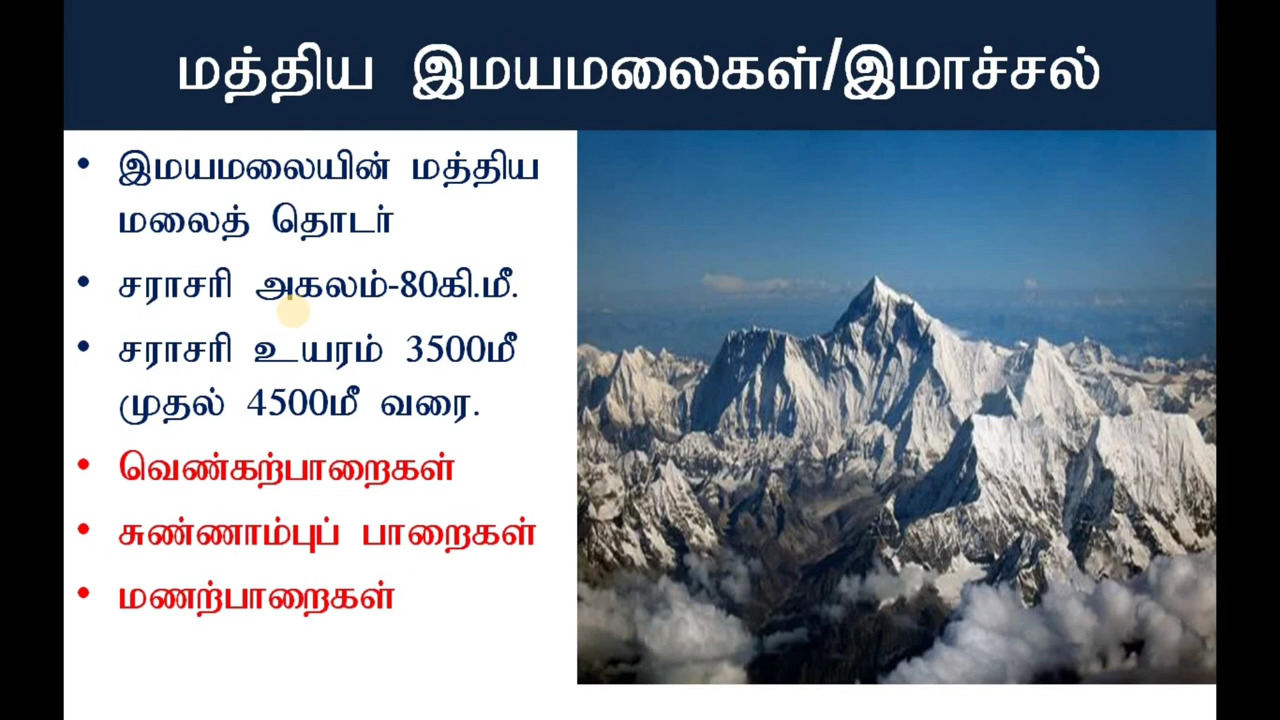 மத்திய இமயமலைகள்/இமாச்சல்
• இமயமலையின் மத்திய
மலைத் தொடர்
• சராசரி அகலம்-80கி.மீ.
• சராசரி உயரம் 3500மீ
முதல் 4500மீ வரை.
• வெண்கற்பாறைகள்
• சுண்ணாம்புப் பாறைகள்
• மணற்பாறைகள்